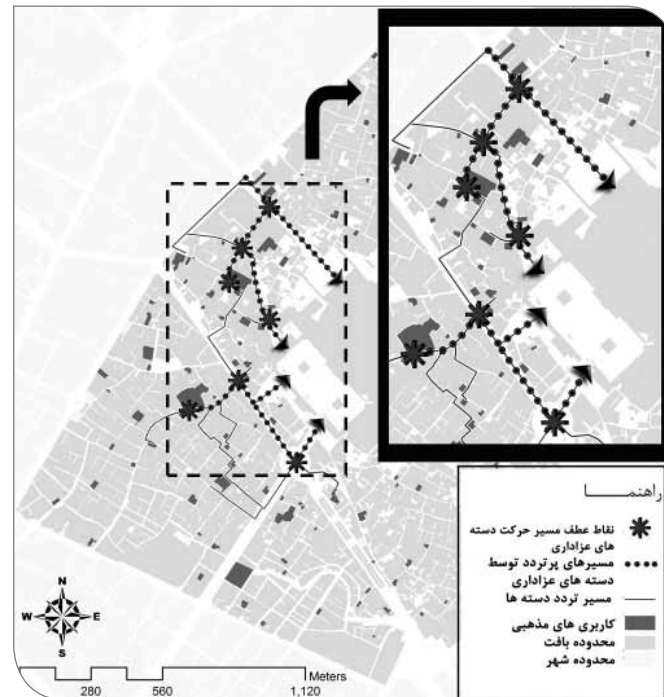 راهنمـــــا
نقاط عطف مسیر حرکت دسته
های عزاداری
مسیرهای پرتردد توسط
دسته های عزاداری
مسیر تردد دسته ها
کاربری های مذهبی
محدوده بافت
محدوده شهر
N
W E
S
Meters
280 560 1,120